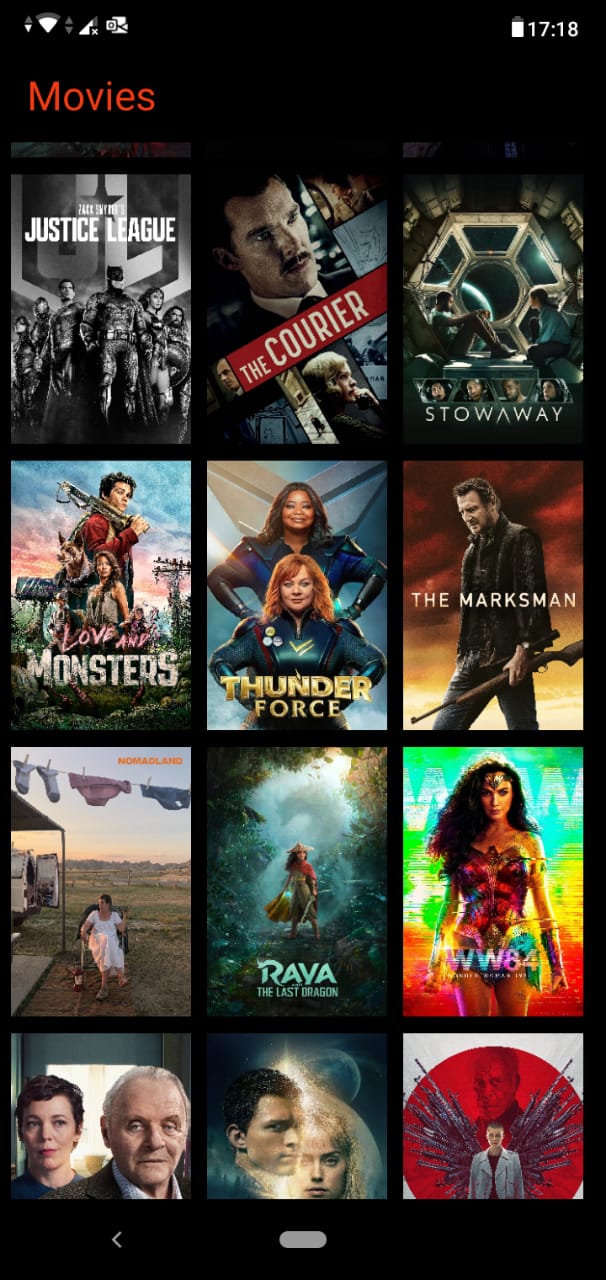 17:18
Movies
ZACK SNYDER'S
JUSTICE LEAGUE
THE COURIER
STOWAWAY
LOVE AND
MONSTERS
THUNDER
FORCE
THE MARKSMAN
NOMADLAND
RAYA
AND
THE LAST DRAGON
WW
WW84
WONDER WOMAN 1984